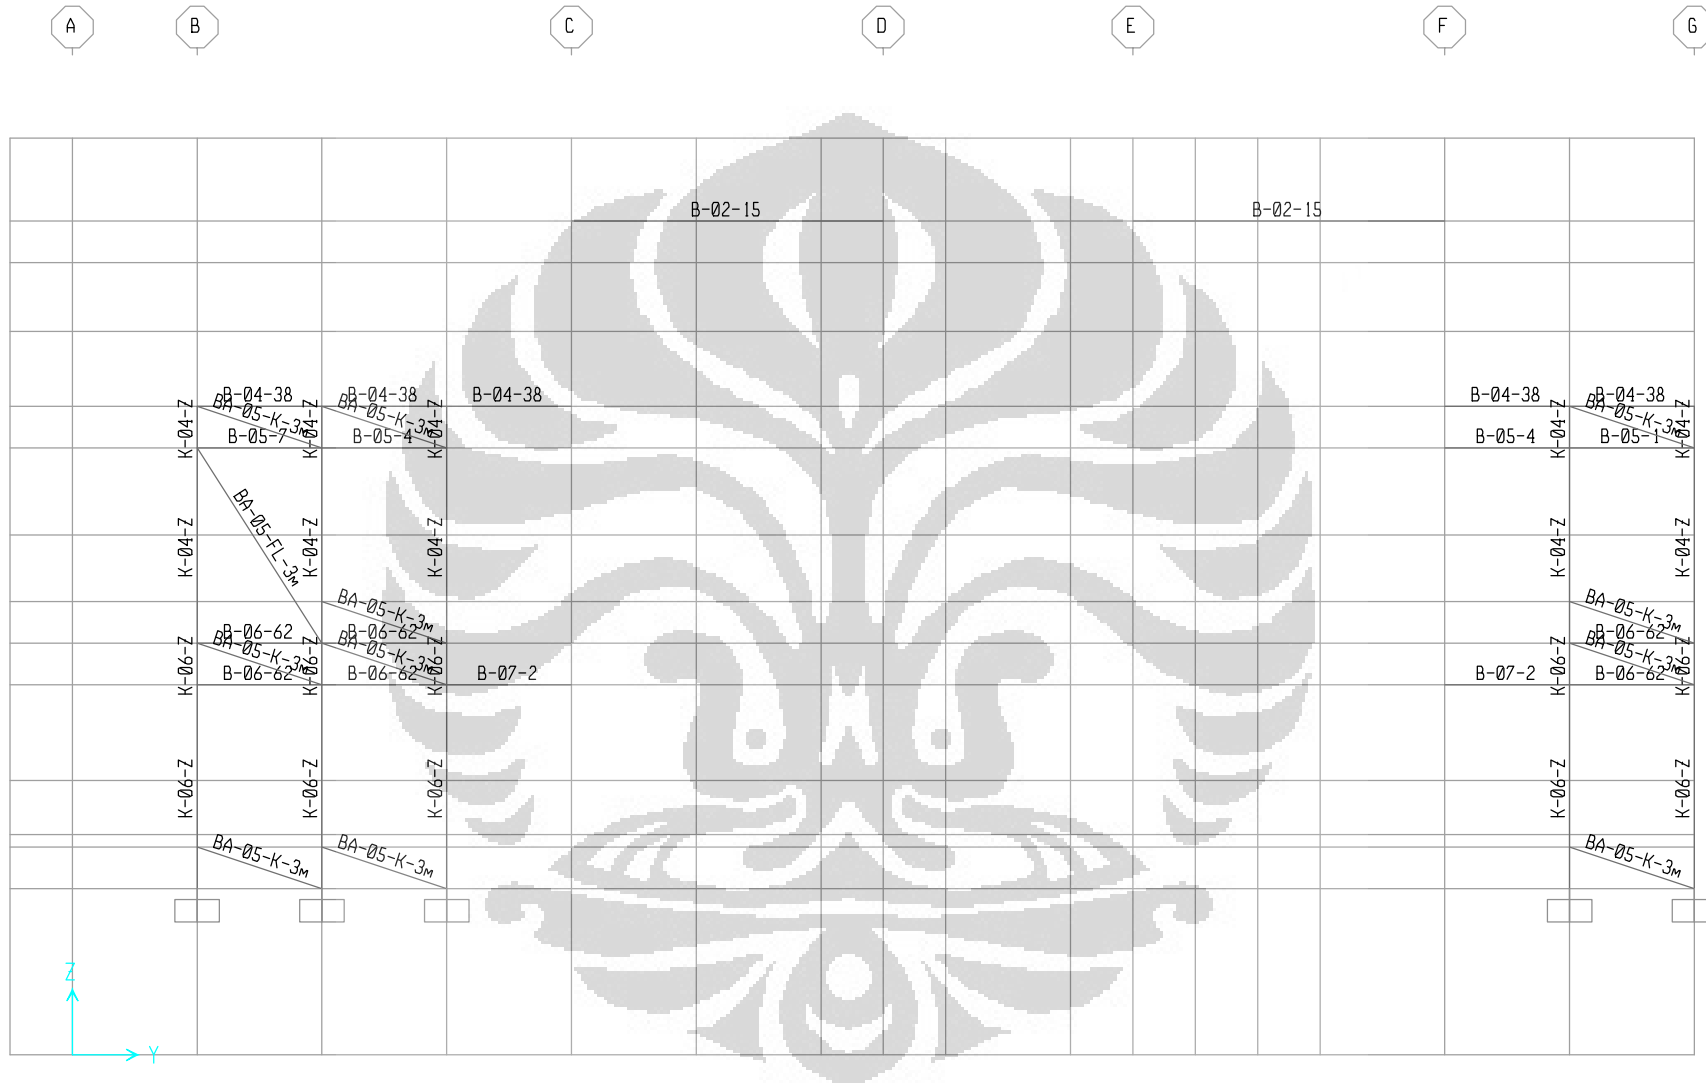 A B C D E F G
B-02-15 B-02-15
B-04-38 B-04-38 B-04-38 B-04-38 B-04-38
BA-05-K-3м BA-05-K-3м BA-05-K-3м
K-04-Z K-04-Z K-04-Z K-04-Z K-04-Z
B-05-7 B-05-4 B-05-4 B-05-1
BA-05-FL-3м
K-04-Z K-04-Z K-04-Z K-04-Z K-04-Z
BA-05-K-3м BA-05-K-3м
B-06-62 B-06-62 B-06-62
BA-05-K-3м BA-05-K-3м BA-05-K-3м
K-06-Z K-06-Z K-06-Z K-06-Z K-06-Z
B-06-62 B-06-62 B-07-2 B-07-2 B-06-62
K-06-Z K-06-Z K-06-Z K-06-Z K-06-Z
BA-05-K-3м BA-05-K-3м BA-05-K-3м
Z
Y